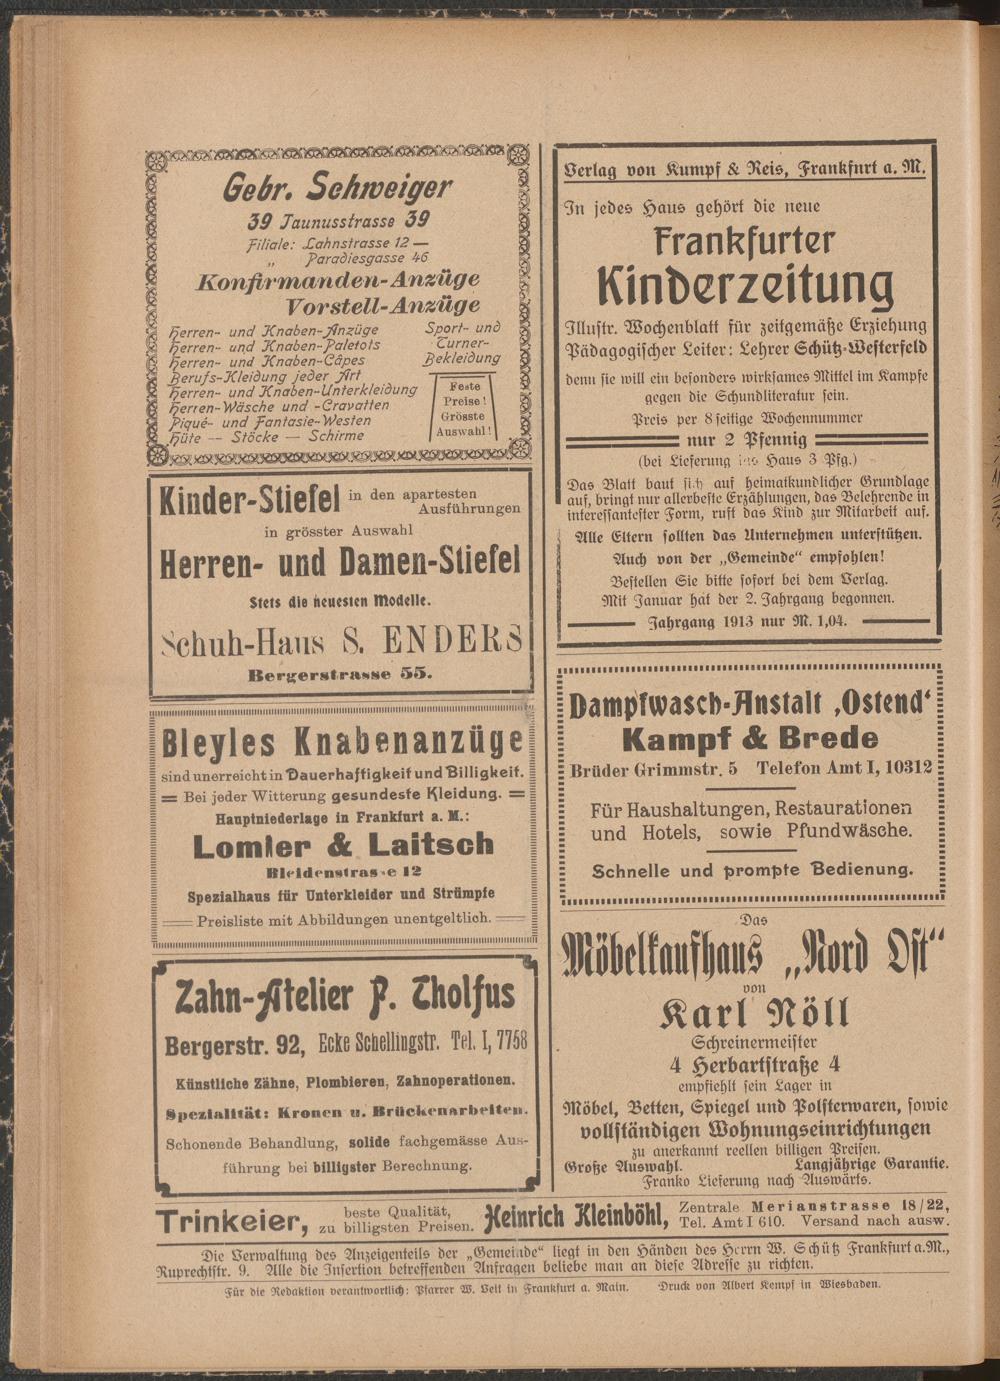 Gebr. Schweiger
39 Taunusstrasse 39
Filiale: Lahnstrasse 12 —
„ Paradiesgasse 46
Konfirmanden-Anzüge
Vorstell-Anzüge
Herren- und Knaben-Anzüge
Herren- und Knaben-Paletots
Herren- und Knaben-Câpes
Berufs-Kleidung jeder Art
Herren- und Knaben-Unterkleidung
Herren-Wäsche und -Cravatten
Piqué- und Fantasie-Westen
Hüte — Stöcke — Schirme
Sport- und
Turner-
Bekleidung
Feste
Preise!
Grösste
Auswahl!
Kinder-Stiefel in den apartesten
Ausführungen
in grösster Auswahl
Herren- und Damen-Stiefel
Stets die neuesten Modelle.
Schuh-Haus S. ENDERS
Bergerstrasse 55.
Bleyles Knabenanzüge
sind unerreicht in Dauerhaftigkeit und Billigkeit.
= Bei jeder Witterung gesundeste Kleidung. =
Hauptniederlage in Frankfurt a. M.:
Lomler & Laitsch
Bleidenstrasse 12
Spezialhaus für Unterkleider und Strümpfe
Preisliste mit Abbildungen unentgeltlich.
Zahn-Atelier P. Tholfus
Bergerstr. 92, Ecke Schellingstr. Tel. I, 7758
Künstliche Zähne, Plombieren, Zahnoperationen.
Spezialität: Kronen u. Brückenarbeiten.
Schonende Behandlung, solide fachgemässe Aus-
führung bei billigster Berechnung.
Verlag von Kumpf & Reis, Frankfurt a. M.
In jedes Haus gehört die neue
Frankfurter
Kinderzeitung
Illustr. Wochenblatt für zeitgemäße Erziehung
Pädagogischer Leiter: Lehrer Schütz-Westerfeld
denn sie will ein besonders wirksames Mittel im Kampfe
gegen die Schundliteratur sein.
Preis per 8 seitige Wochennummer
nur 2 Pfennig
(bei Lieferung ins Haus 3 Pfg.)
Das Blatt baut sich auf heimatkundlicher Grundlage
auf, bringt nur allerbeste Erzählungen, das Belehrende in
interessantester Form, ruft das Kind zur Mitarbeit auf.
Alle Eltern sollten das Unternehmen unterstützen.
Auch von der „Gemeinde“ empfohlen!
Bestellen Sie bitte sofort bei dem Verlag.
Mit Januar hat der 2. Jahrgang begonnen.
Jahrgang 1913 nur M. 1,04.
Dampfwasch-Anstalt ‚Ostend‘
Kampf & Brede
Brüder Grimmstr. 5 Telefon Amt I, 10312
Für Haushaltungen, Restaurationen
und Hotels, sowie Pfundwäsche.
Schnelle und prompte Bedienung.
Das
Möbelkaufhaus „Nord Ost“
von
Karl Nöll
Schreinermeister
4 Herbartstraße 4
empfiehlt sein Lager in
Möbel, Betten, Spiegel und Polsterwaren, sowie
vollständigen Wohnungseinrichtungen
zu anerkannt reellen billigen Preisen.
Große Auswahl. Langjährige Garantie.
Franko Lieferung nach Auswärts.
Trinkeier, beste Qualität,
zu billigsten Preisen.
Heinrich Kleinböhl, Zentrale Merianstrasse 18/22,
Tel. Amt I 610. Versand nach ausw.
Die Verwaltung des Anzeigenteils der „Gemeinde“ liegt in den Händen des Herrn W. Schütz Frankfurt a.M.,
Ruprechtstr. 9. Alle die Insertion betreffenden Anfragen beliebe man an diese Adresse zu richten.
Für die Redaktion verantwortlich: Pfarrer W. Veit in Frankfurt a. Main. Druck von Albert Kempf in Wiesbaden.